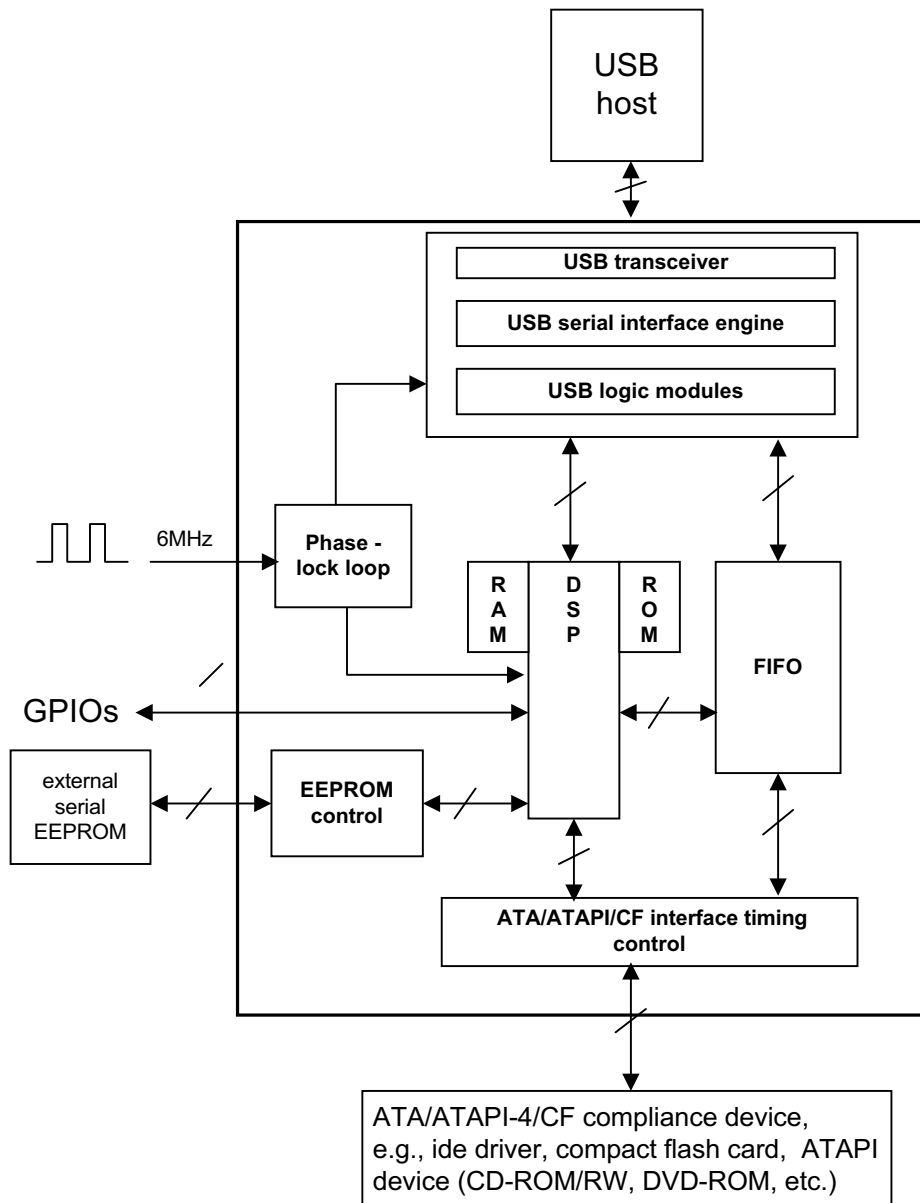 USB
host
USB transceiver
USB serial interface engine
USB logic modules
6MHz
Phase -
lock loop
R
A
M
D
S
P
R
O
M
FIFO
GPIOs
external
serial
EEPROM
EEPROM
control
ATA/ATAPI/CF interface timing
control
ATA/ATAPI-4/CF compliance device,
e.g., ide driver, compact flash card, ATAPI
device (CD-ROM/RW, DVD-ROM, etc.)